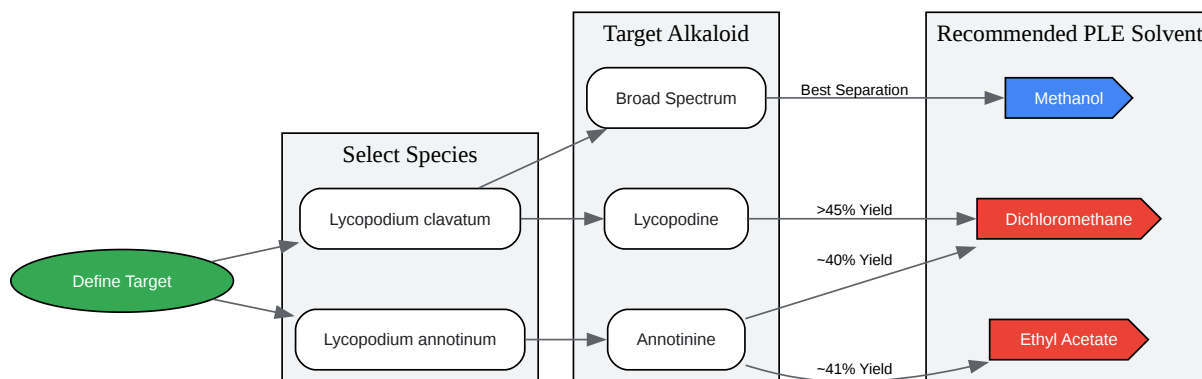 Target Alkaloid
Recommended PLE Solvent
Broad Spectrum
Best Separation
Methanol
Select Species
Lycopodium clavatum
Lycopodine
>45% Yield
Dichloromethane
~40% Yield
Define Target
Lycopodium annotinum
Annotinine
Ethyl Acetate
~41% Yield